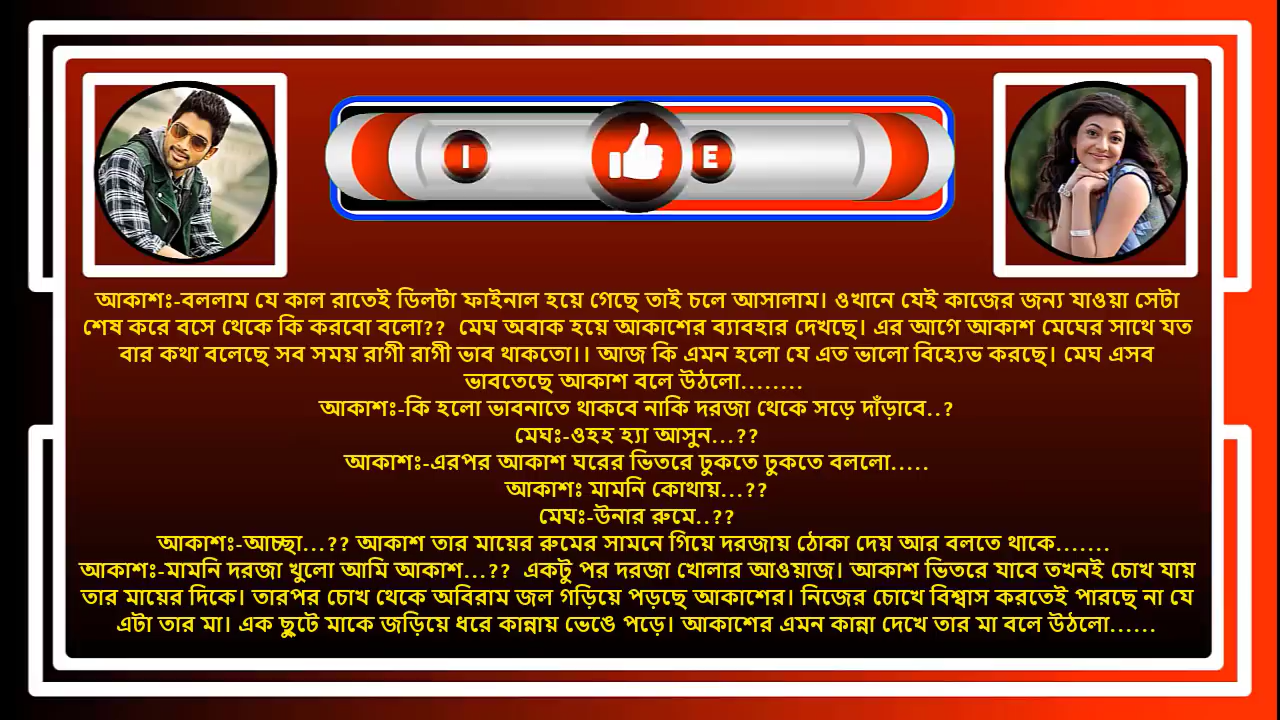 I E
আকাশঃ-বললাম যে কাল রাতেই ডিলটা ফাইনাল হয়ে গেছে তাই চলে আসালাম। ওখানে যেই কাজের জন্য যাওয়া সেটা
শেষ করে বসে থেকে কি করবো বলো?? মেঘ অবাক হয়ে আকাশের ব্যাবহার দেখছে। এর আগে আকাশ মেঘের সাথে যত
বার কথা বলেছে সব সময় রাগী রাগী ভাব থাকতো।। আজ কি এমন হলো যে এত ভালো বিহ্যেভ করছে। মেঘ এসব
ভাবতেছে আকাশ বলে উঠলো........
আকাশঃ-কি হলো ভাবনাতে থাকবে নাকি দরজা থেকে সড়ে দাঁড়াবে..?
মেঘঃ-ওহহ হ্যা আসুন...??
আকাশঃ-এরপর আকাশ ঘরের ভিতরে ঢুকতে ঢুকতে বললো.....
আকাশঃ মামনি কোথায়...??
মেঘঃ-উনার রুমে..??
আকাশঃ-আচ্ছা...?? আকাশ তার মায়ের রুমের সামনে গিয়ে দরজায় ঠোকা দেয় আর বলতে থাকে.......
আকাশঃ-মামনি দরজা খুলো আমি আকাশ...?? একটু পর দরজা খোলার আওয়াজ। আকাশ ভিতরে যাবে তখনই চোখ যায়
তার মায়ের দিকে। তারপর চোখ থেকে অবিরাম জল গড়িয়ে পড়ছে আকাশের। নিজের চোখে বিশ্বাস করতেই পারছে না যে
এটা তার মা। এক ছুটে মাকে জড়িয়ে ধরে কান্নায় ভেঙে পড়ে। আকাশের এমন কান্না দেখে তার মা বলে উঠলো......